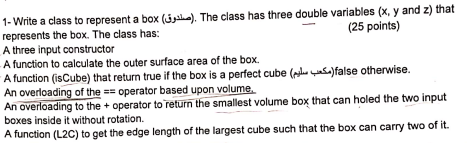 1- Write a class to represent a box (صندوق). The class has three double variables (x, y and z) that
represents the box. The class has: (25 points)
A three input constructor
A function to calculate the outer surface area of the box.
A function (isCube) that return true if the box is a perfect cube (مكعب سليم)false otherwise.
An overloading of the == operator based upon volume.
An overloading to the + operator to return the smallest volume box that can holed the two input
boxes inside it without rotation.
A function (L2C) to get the edge length of the largest cube such that the box can carry two of it.